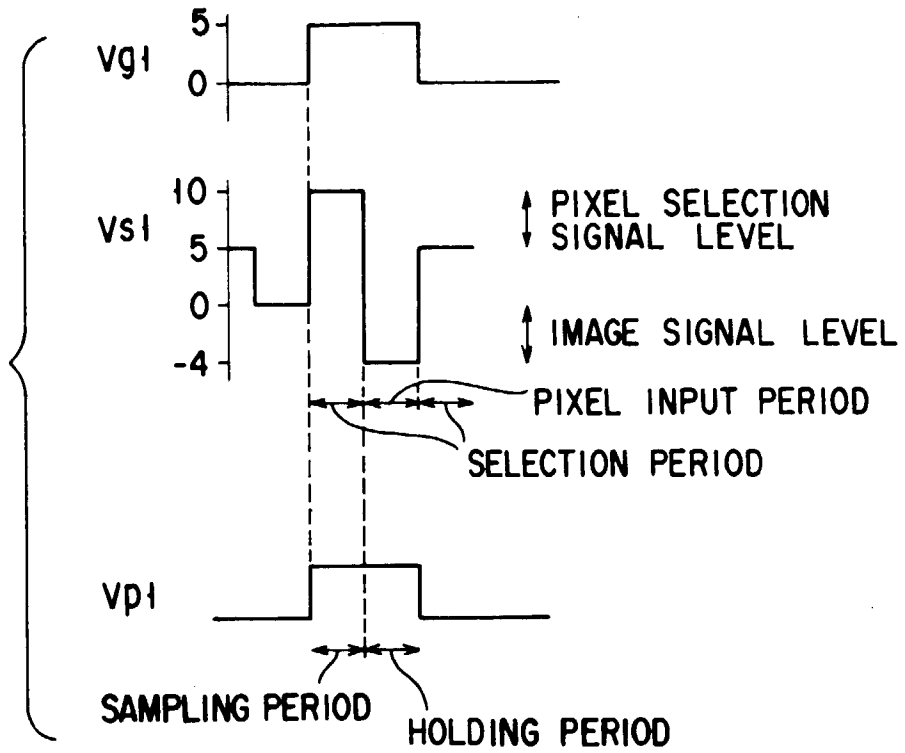 5
Vg1
0
10
PIXEL SELECTION
SIGNAL LEVEL
Vs1
5
0
IMAGE SIGNAL LEVEL
-4
PIXEL INPUT PERIOD
SELECTION PERIOD
Vp1
SAMPLING PERIOD
HOLDING PERIOD